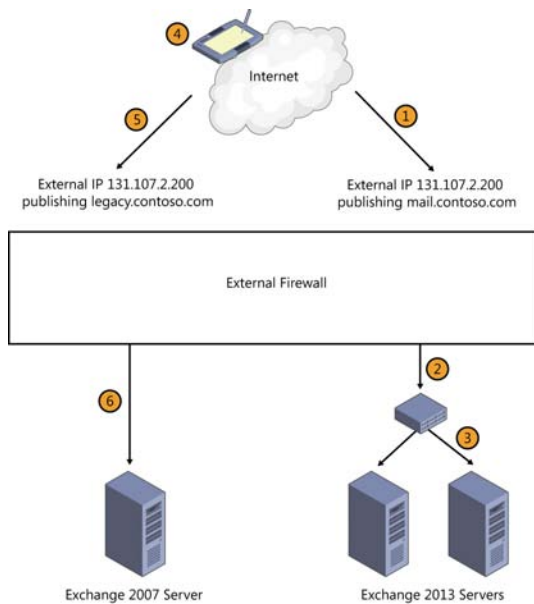 4
Internet
5
1
External IP 131.107.2.200
publishing legacy.contoso.com
External IP 131.107.2.200
publishing mail.contoso.com
External Firewall
2
6
3
Exchange 2007 Server
Exchange 2013 Servers